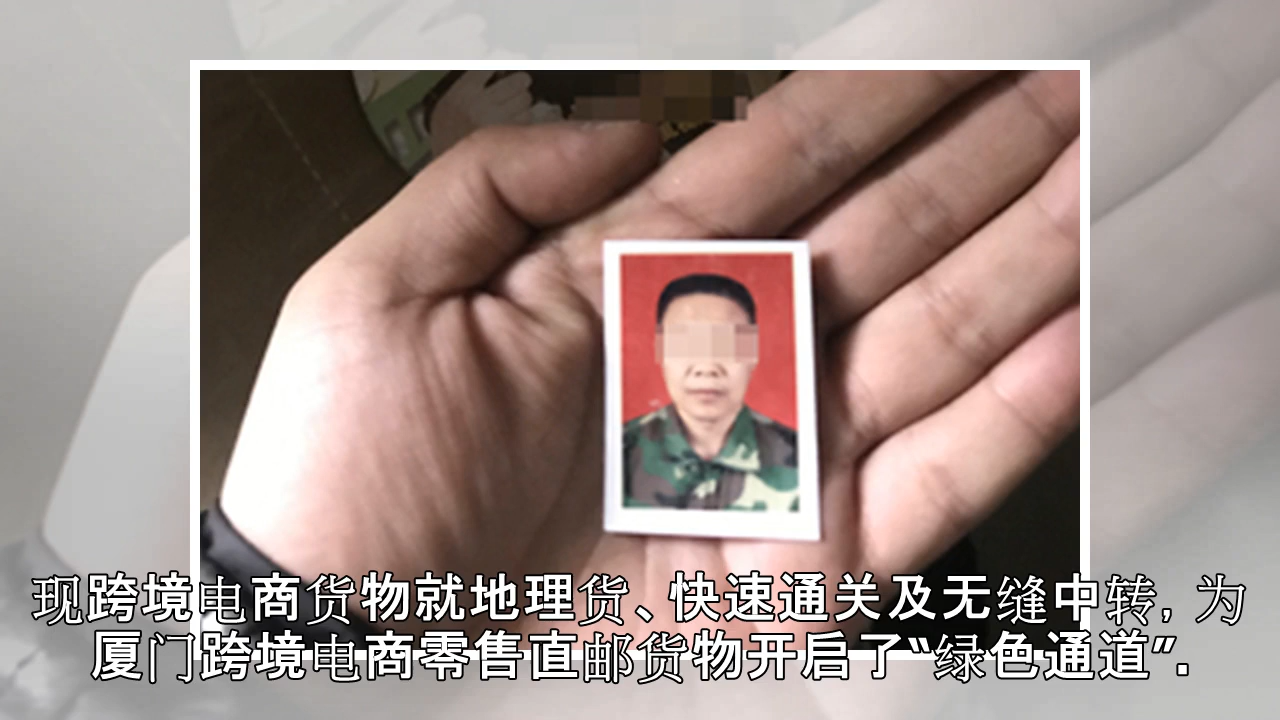 现跨境电商货物就地理货、快速通关及无缝中转, 为
厦门跨境电商零售直邮货物开启了“绿色通道”.